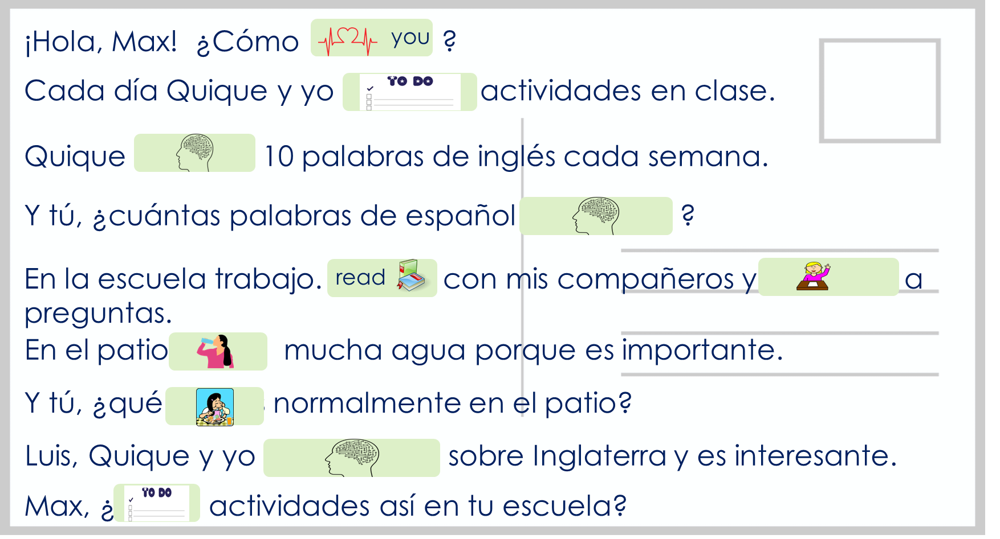 ¡Hola, Max! ¿Cómo you ?
Cada día Quique y yo TO DO actividades en clase.
Quique 10 palabras de inglés cada semana.
Y tú, ¿cuántas palabras de español ?
En la escuela trabajo. read con mis compañeros y a
preguntas.
En el patio mucha agua porque es importante.
Y tú, ¿qué normalmente en el patio?
Luis, Quique y yo sobre Inglaterra y es interesante.
Max, ¿ TO DO actividades así en tu escuela?